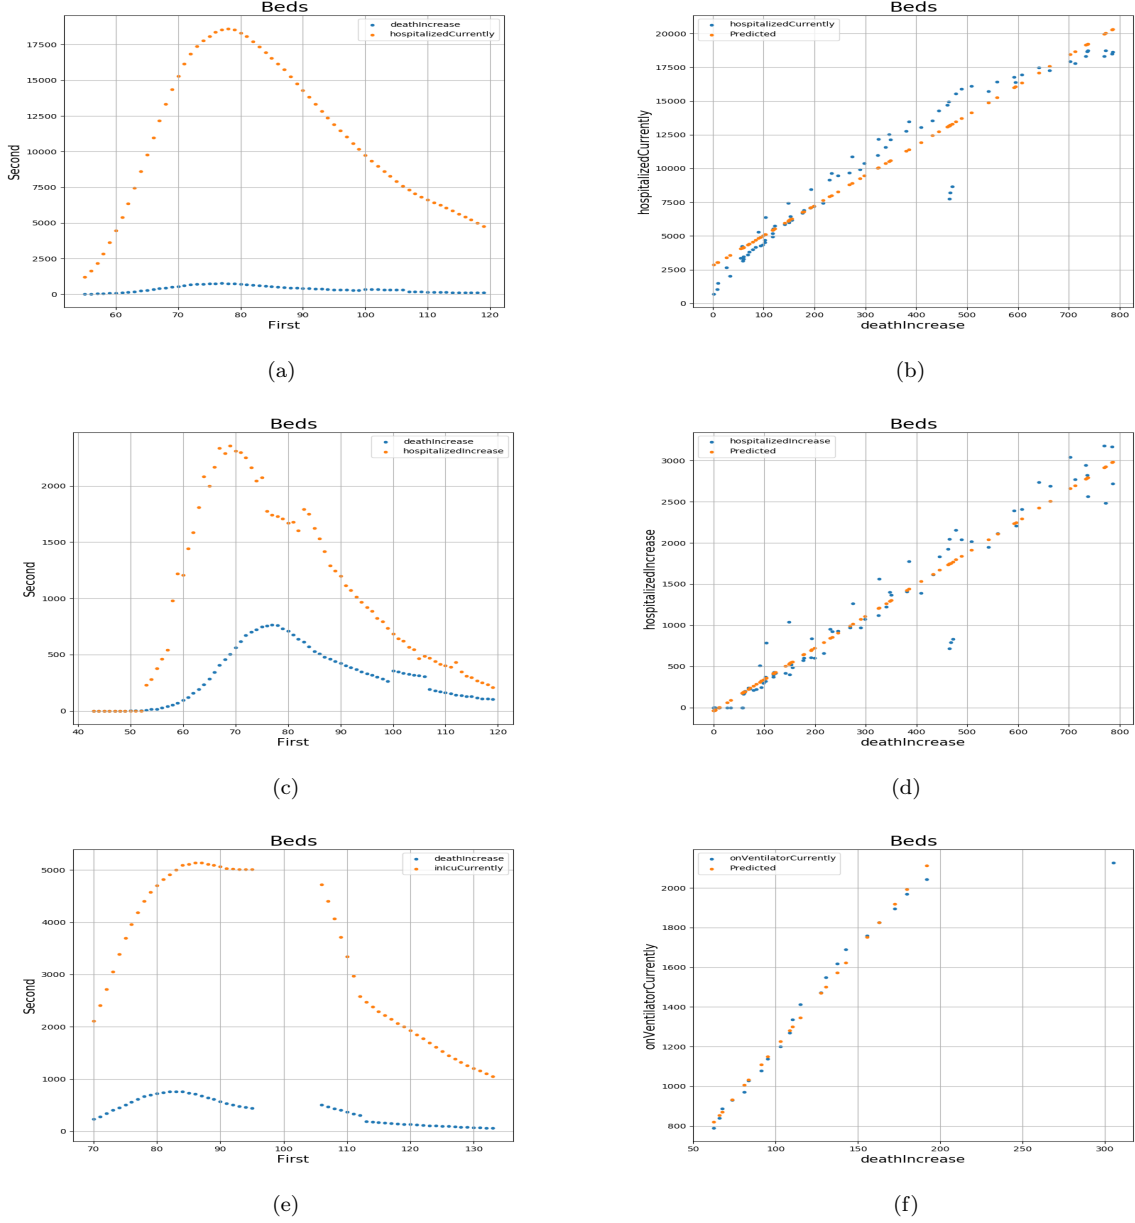 Beds
deathIncrease
hospitalizedCurrently
17500
15000
12500
10000
7500
5000
2500
0
Second
60 70 80 90 100 110 120
First
(a)
Beds
hospitalizedCurrently
Predicted
20000
17500
15000
12500
10000
7500
5000
2500
0
hospitalizedCurrently
0 100 200 300 400 500 600 700 800
deathIncrease
(b)
Beds
deathIncrease
hospitalizedIncrease
2000
1500
1000
500
0
Second
40 50 60 70 80 90 100 110 120
First
(c)
Beds
hospitalizedIncrease
Predicted
3000
2500
2000
1500
1000
500
0
hospitalizedIncrease
0 100 200 300 400 500 600 700 800
deathIncrease
(d)
Beds
deathIncrease
inIcuCurrently
5000
4000
3000
2000
1000
0
Second
70 80 90 100 110 120 130
First
(e)
Beds
onVentilatorCurrently
Predicted
2000
1800
1600
1400
1200
1000
800
onVentilatorCurrently
50 100 150 200 250 300
deathIncrease
(f)